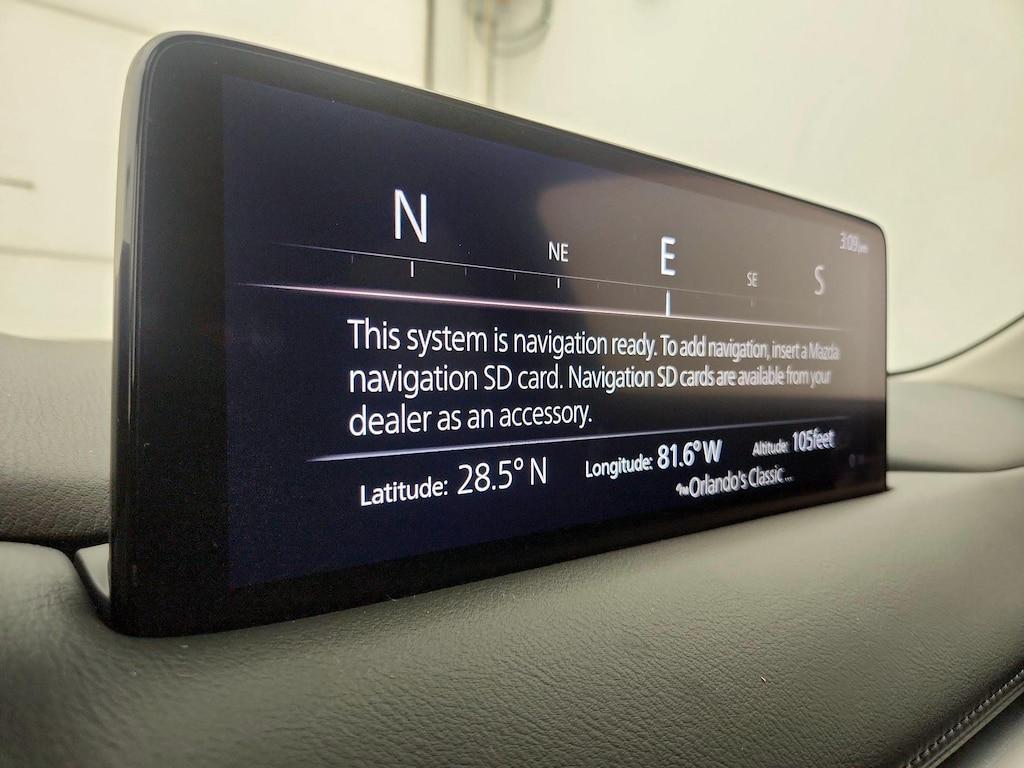 3:09 pm
N NE E SE S
This system is navigation ready. To add navigation, insert a Mazda
navigation SD card. Navigation SD cards are available from your
dealer as an accessory.
Latitude: 28.5° N Longitude: 81.6° W Altitude: 105feet
FM Orlando's Classic ...